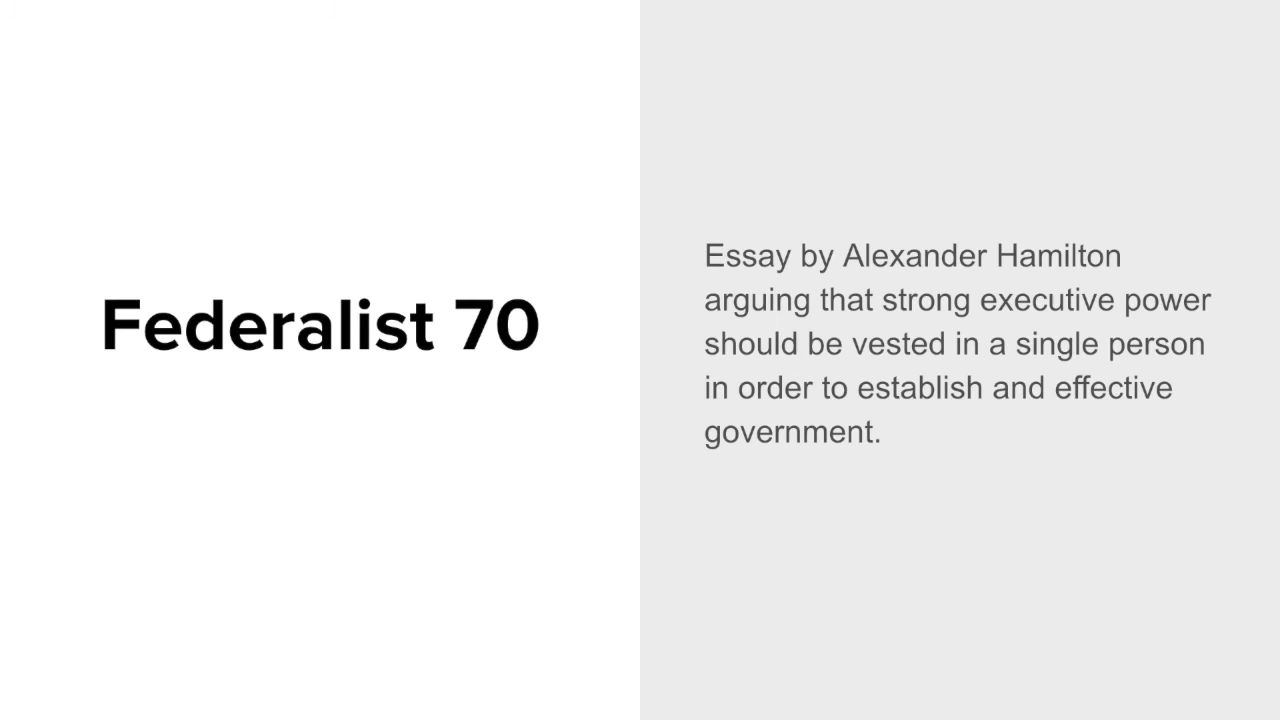 Federalist 70
Essay by Alexander Hamilton
arguing that strong executive power
should be vested in a single person
in order to establish and effective
government.